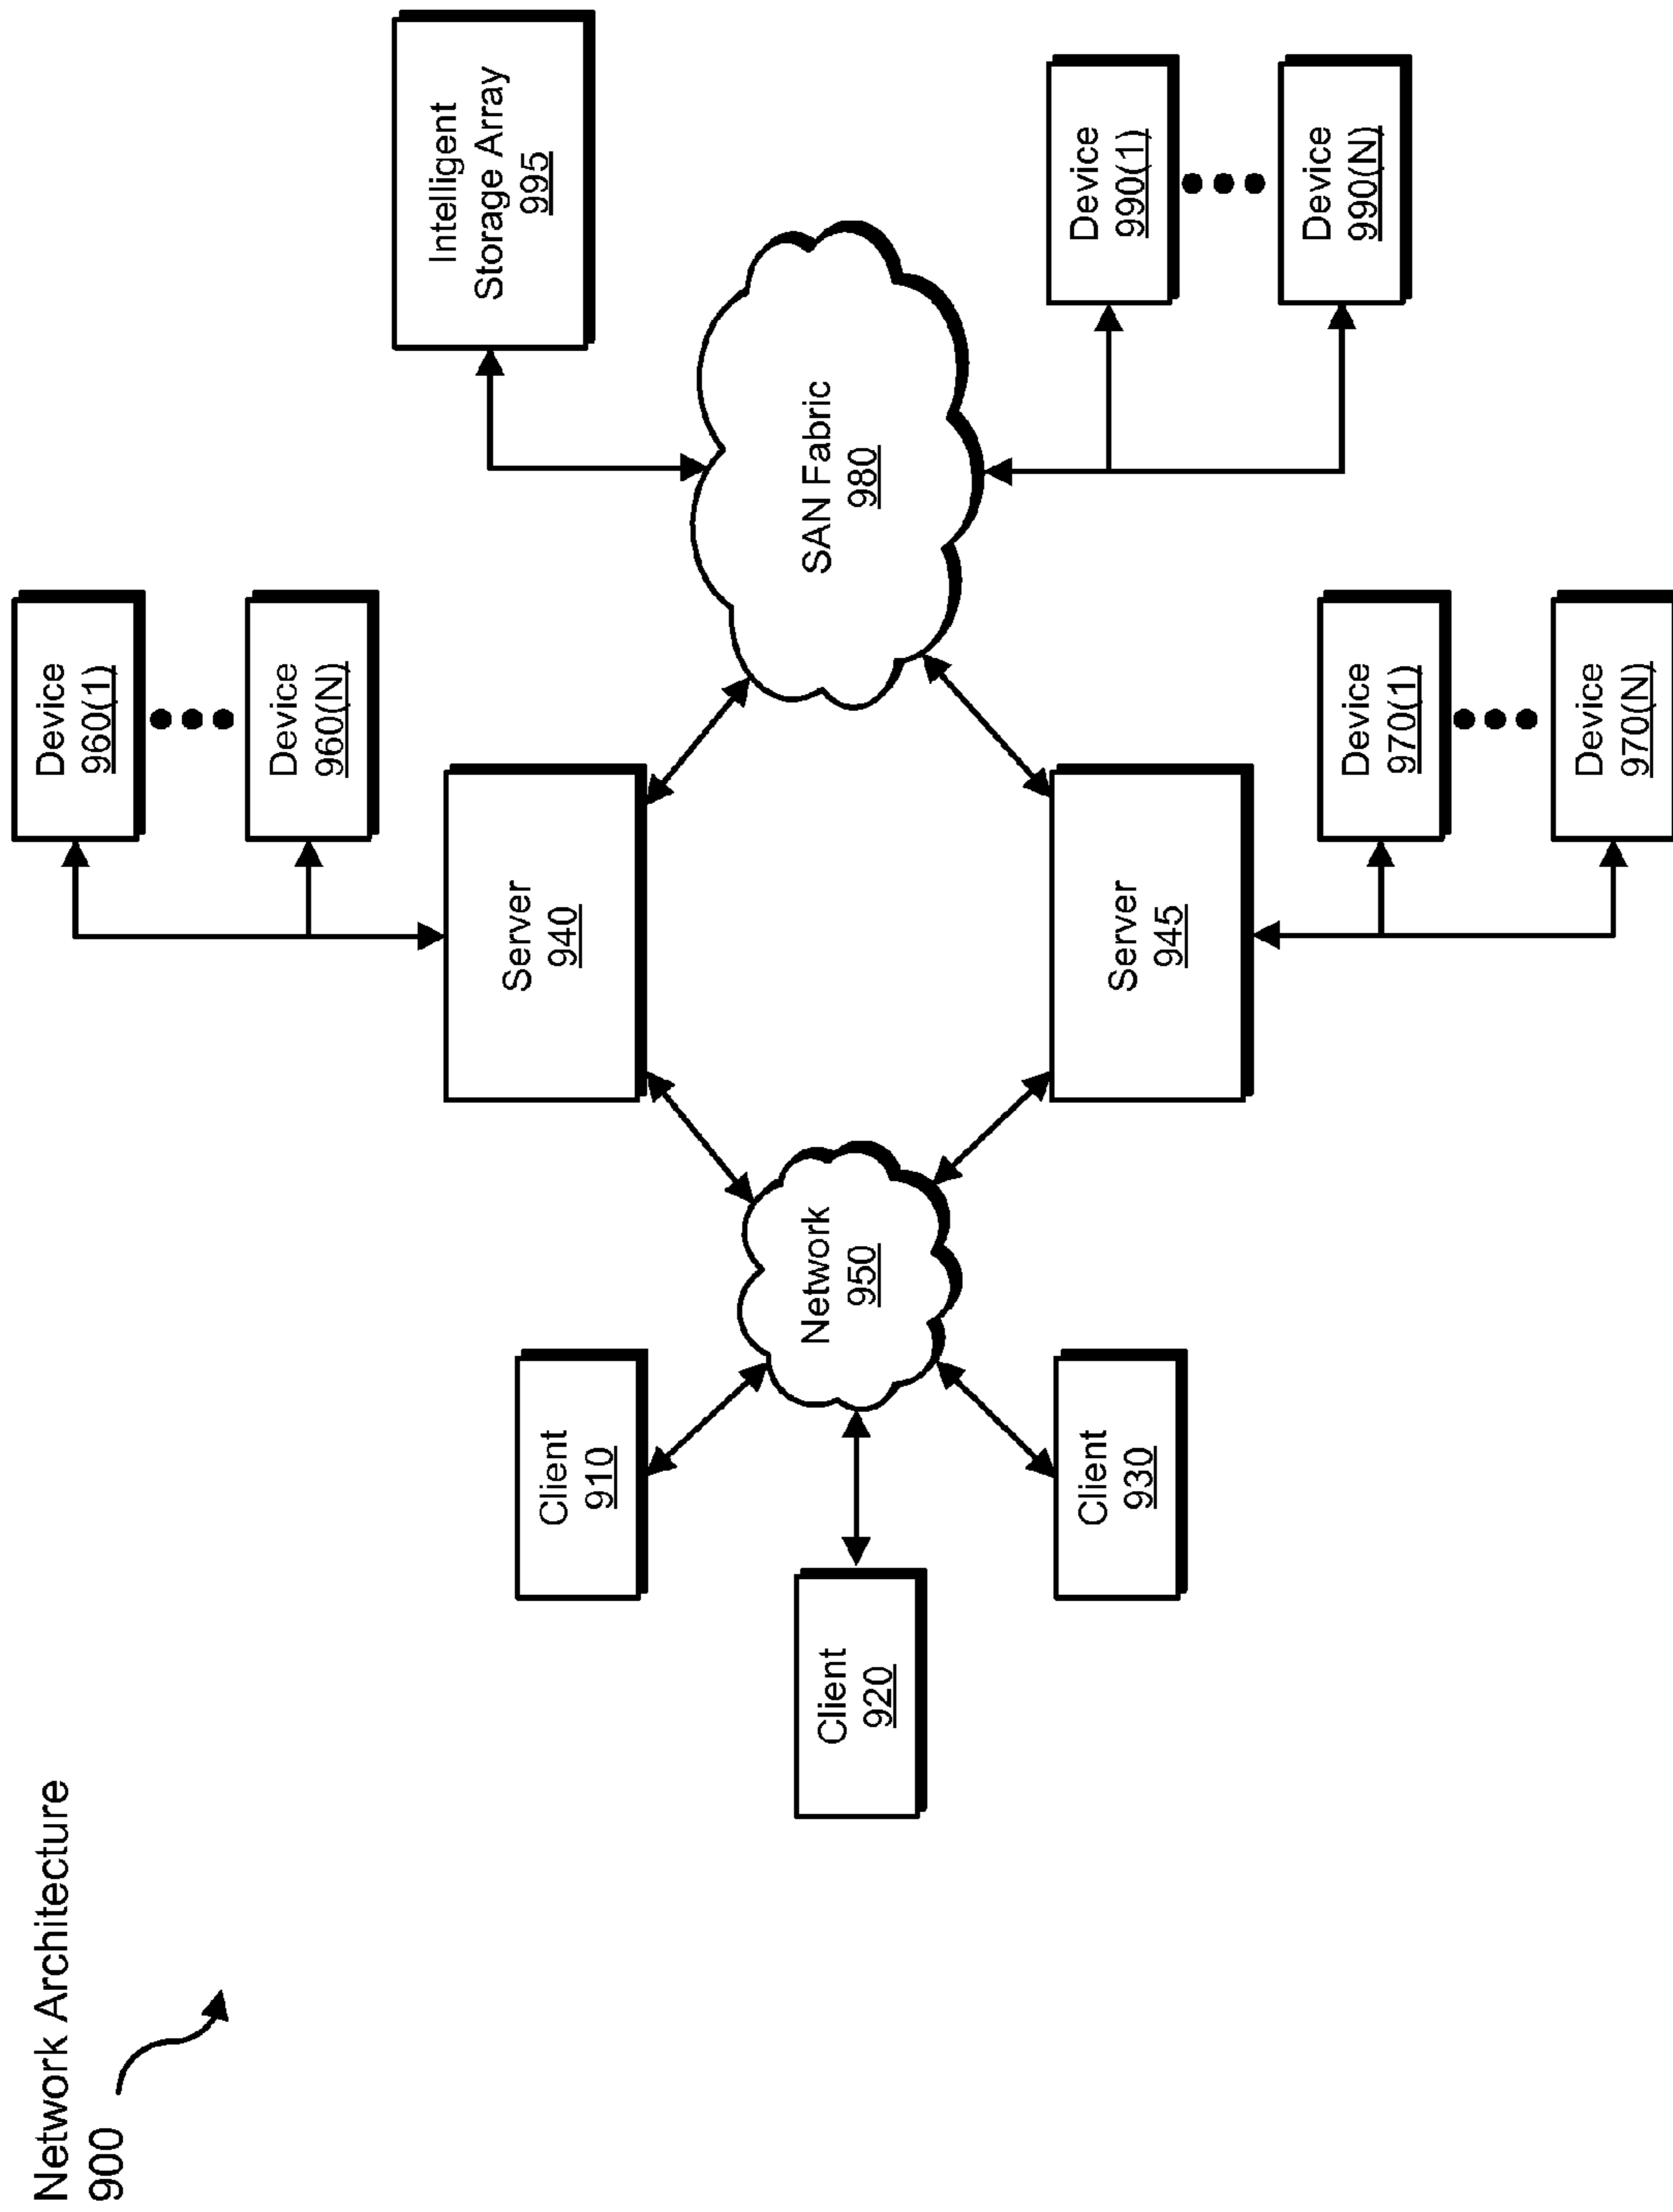 Network Architecture
900
Device
960(1)
Device
960(N)
Intelligent
Storage Array
995
Server
940
Client
910
Client
920
Network
950
SAN Fabric
980
Client
930
Server
945
Device
990(1)
Device
990(N)
Device
970(1)
Device
970(N)